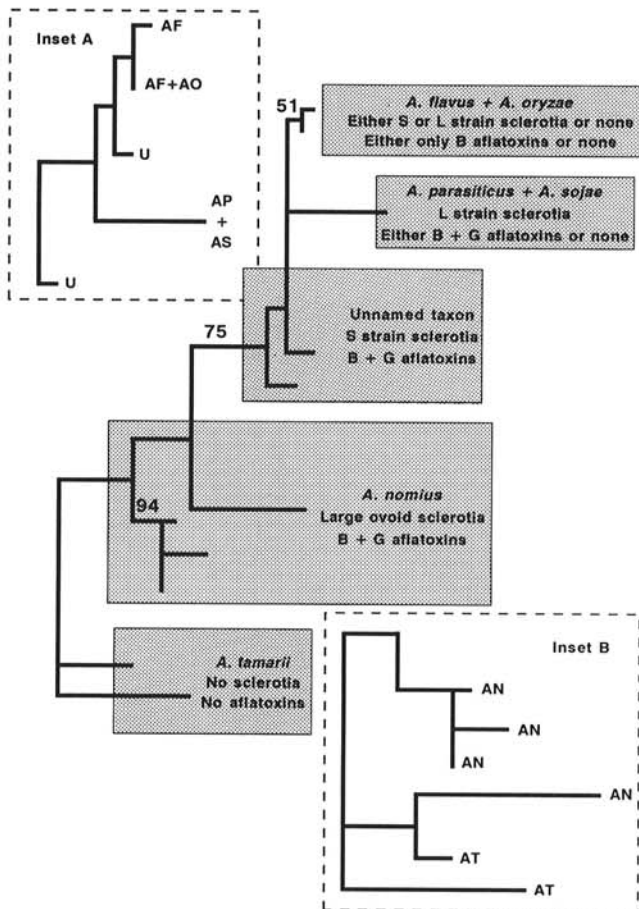 Inset A
AF
AF+AO
U
AP
+
AS
U
51
A. flavus + A. oryzae
Either S or L strain sclerotia or none
Either only B aflatoxins or none
A. parasiticus + A. sojae
L strain sclerotia
Either B + G aflatoxins or none
75
Unnamed taxon
S strain sclerotia
B + G aflatoxins
94
A. nomius
Large ovoid sclerotia
B + G aflatoxins
A. tamarii
No sclerotia
No aflatoxins
Inset B
AN
AN
AN
AN
AT
AT